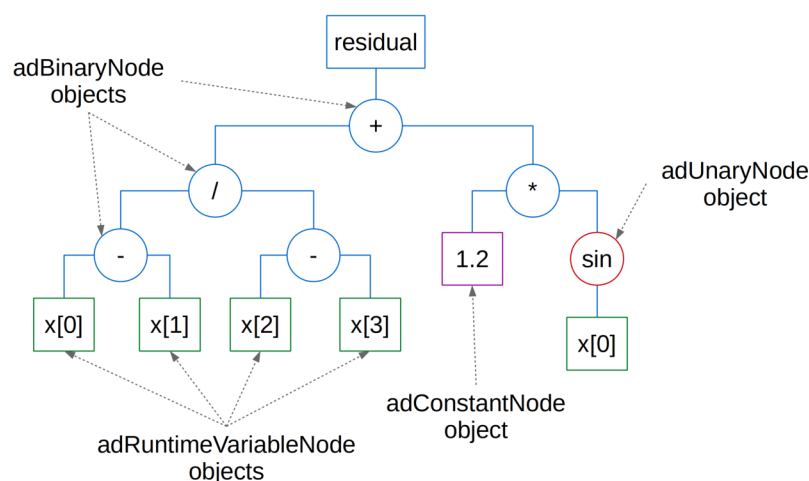 residual
adBinaryNode
objects
+
adUnaryNode
object
/
*
-
-
1.2
sin
x[0]
x[1]
x[2]
x[3]
x[0]
adConstantNode
object
adRuntimeVariableNode
objects